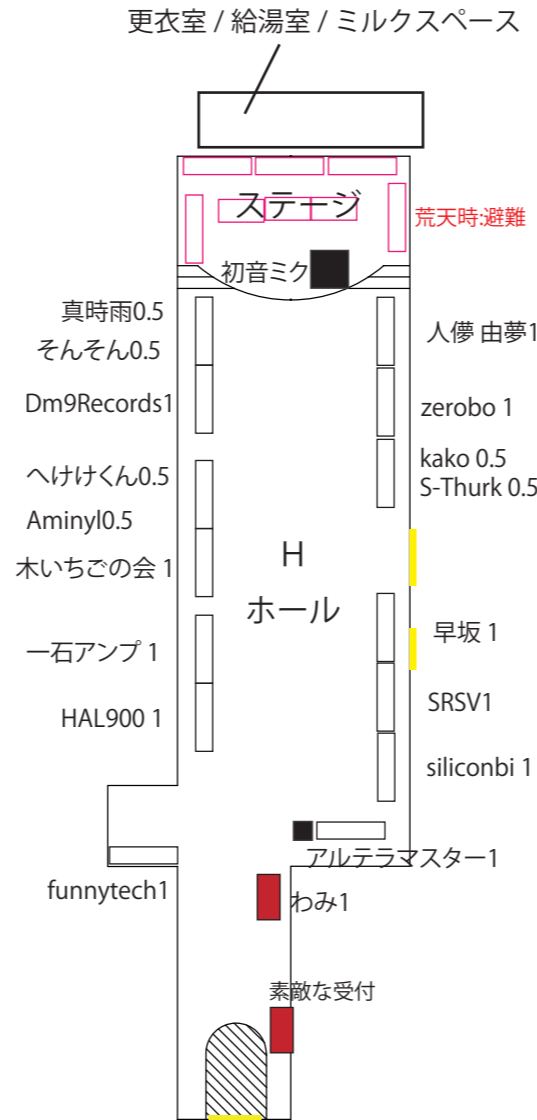 更衣室 / 給湯室 / ミルクスペース
ステージ
荒天時:避難
初音ミク
真時雨0.5
そんそん0.5
Dm9Records1
へけけくん0.5
Aminyl0.5
木いちごの会 1
一石アンプ 1
HAL900 1
funnytech1
H
ホール
人儚 由夢1
zerobo 1
kako 0.5
S-Thurk 0.5
早坂 1
SRSV1
siliconbi 1
アルテラマスター1
わみ1
素敵な受付